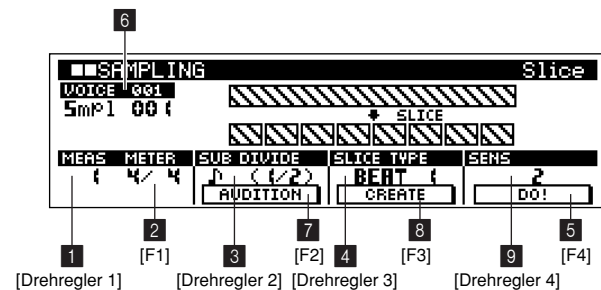 6
■■SAMPLING Slice
VOICE 001
Smpl 001
SLICE
MEAS METER SUB DIVIDE SLICE TYPE SENS
1 4/ 4 ♪ (1/2) BEAT 1 2
AUDITION CREATE DO!
1 2 3 7 4 8 9 5
[F1] [F2] [F3] [F4]
[Drehregler 1] [Drehregler 2] [Drehregler 3] [Drehregler 4]